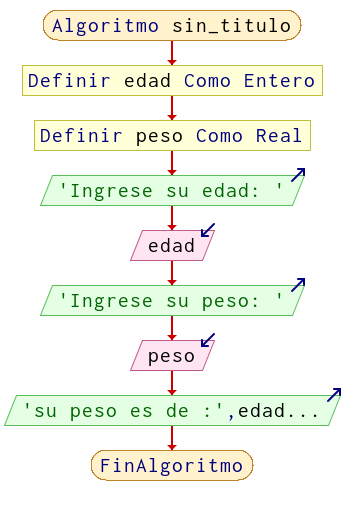 Algoritmo sin_titulo
Definir edad Como Entero
Definir peso Como Real
'Ingrese su edad: '
edad
'Ingrese su peso: '
peso
'su peso es de :',edad...
FinAlgoritmo